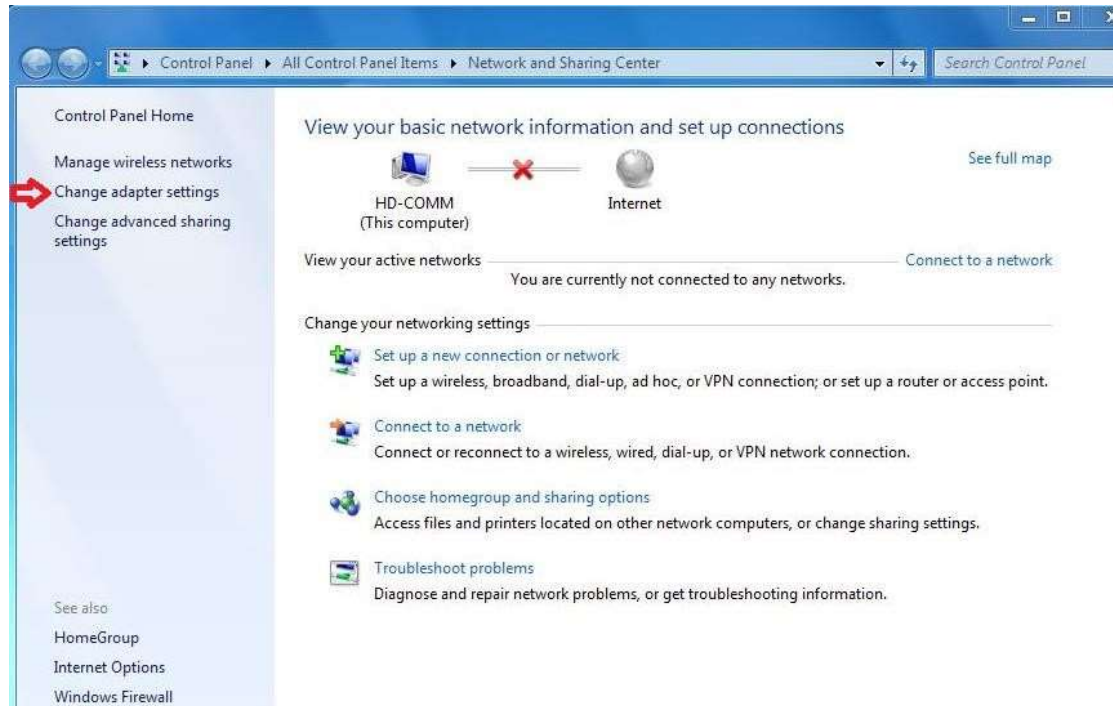 Control Panel ▸ All Control Panel Items ▸ Network and Sharing Center
Search Control Panel
Control Panel Home
Manage wireless networks
Change adapter settings
Change advanced sharing
settings
See also
HomeGroup
Internet Options
Windows Firewall
View your basic network information and set up connections
See full map
HD-COMM
(This computer)
Internet
View your active networks
Connect to a network
You are currently not connected to any networks.
Change your networking settings
Set up a new connection or network
Set up a wireless, broadband, dial-up, ad hoc, or VPN connection; or set up a router or access point.
Connect to a network
Connect or reconnect to a wireless, wired, dial-up, or VPN network connection.
Choose homegroup and sharing options
Access files and printers located on other network computers, or change sharing settings.
Troubleshoot problems
Diagnose and repair network problems, or get troubleshooting information.